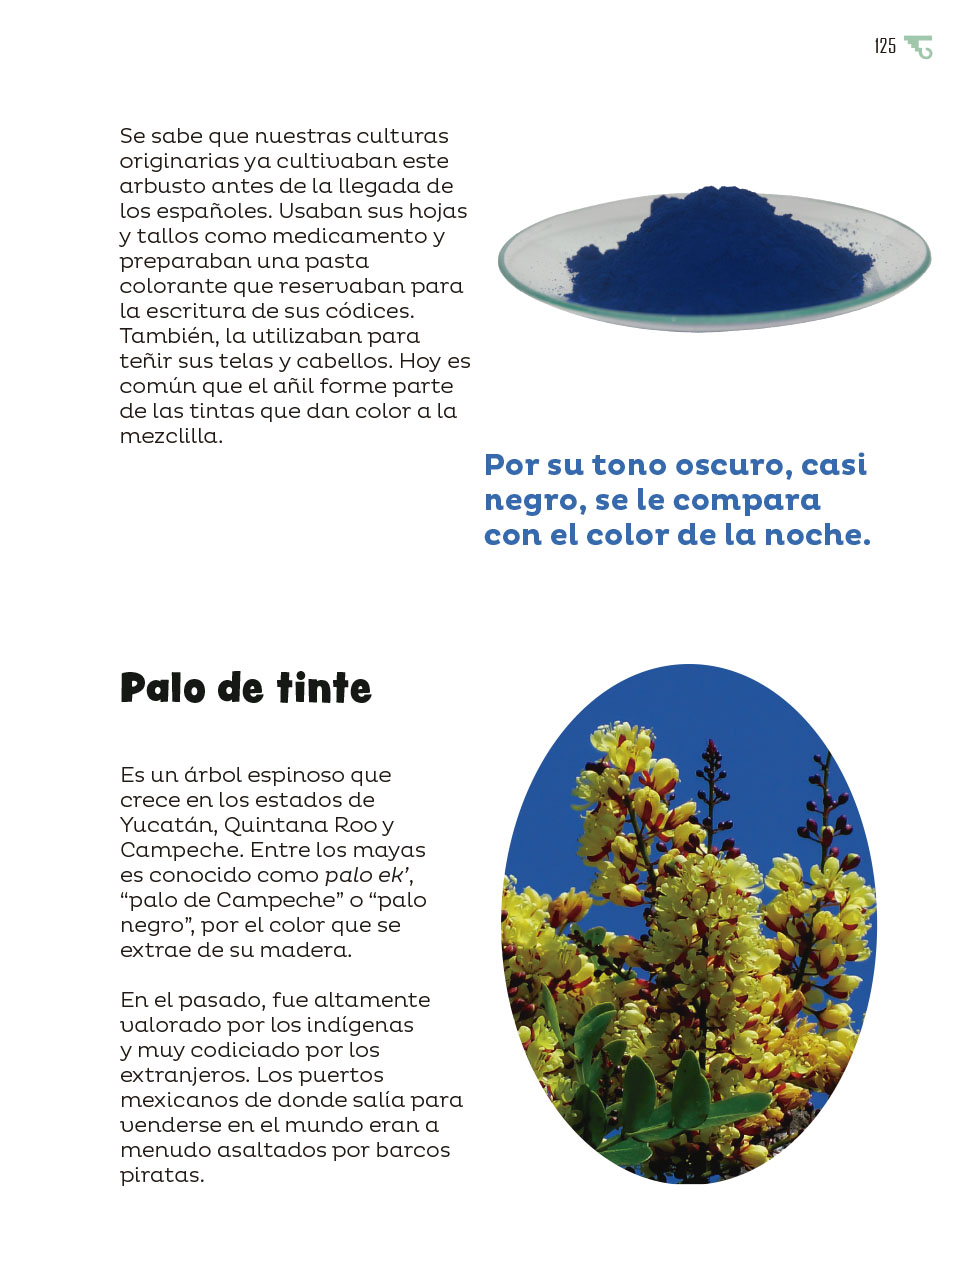 125
Se sabe que nuestras culturas
originarias ya cultivaban este
arbusto antes de la llegada de
los españoles. Usaban sus hojas
y tallos como medicamento y
preparaban una pasta
colorante que reservaban para
la escritura de sus códices.
También, la utilizaban para
teñir sus telas y cabellos. Hoy es
común que el añil forme parte
de las tintas que dan color a la
mezclilla.
Por su tono oscuro, casi
negro, se le compara
con el color de la noche.
Palo de tinte
Es un árbol espinoso que
crece en los estados de
Yucatán, Quintana Roo y
Campeche. Entre los mayas
es conocido como palo ek’,
“palo de Campeche” o “palo
negro”, por el color que se
extrae de su madera.
En el pasado, fue altamente
valorado por los indígenas
y muy codiciado por los
extranjeros. Los puertos
mexicanos de donde salía para
venderse en el mundo eran a
menudo asaltados por barcos
piratas.